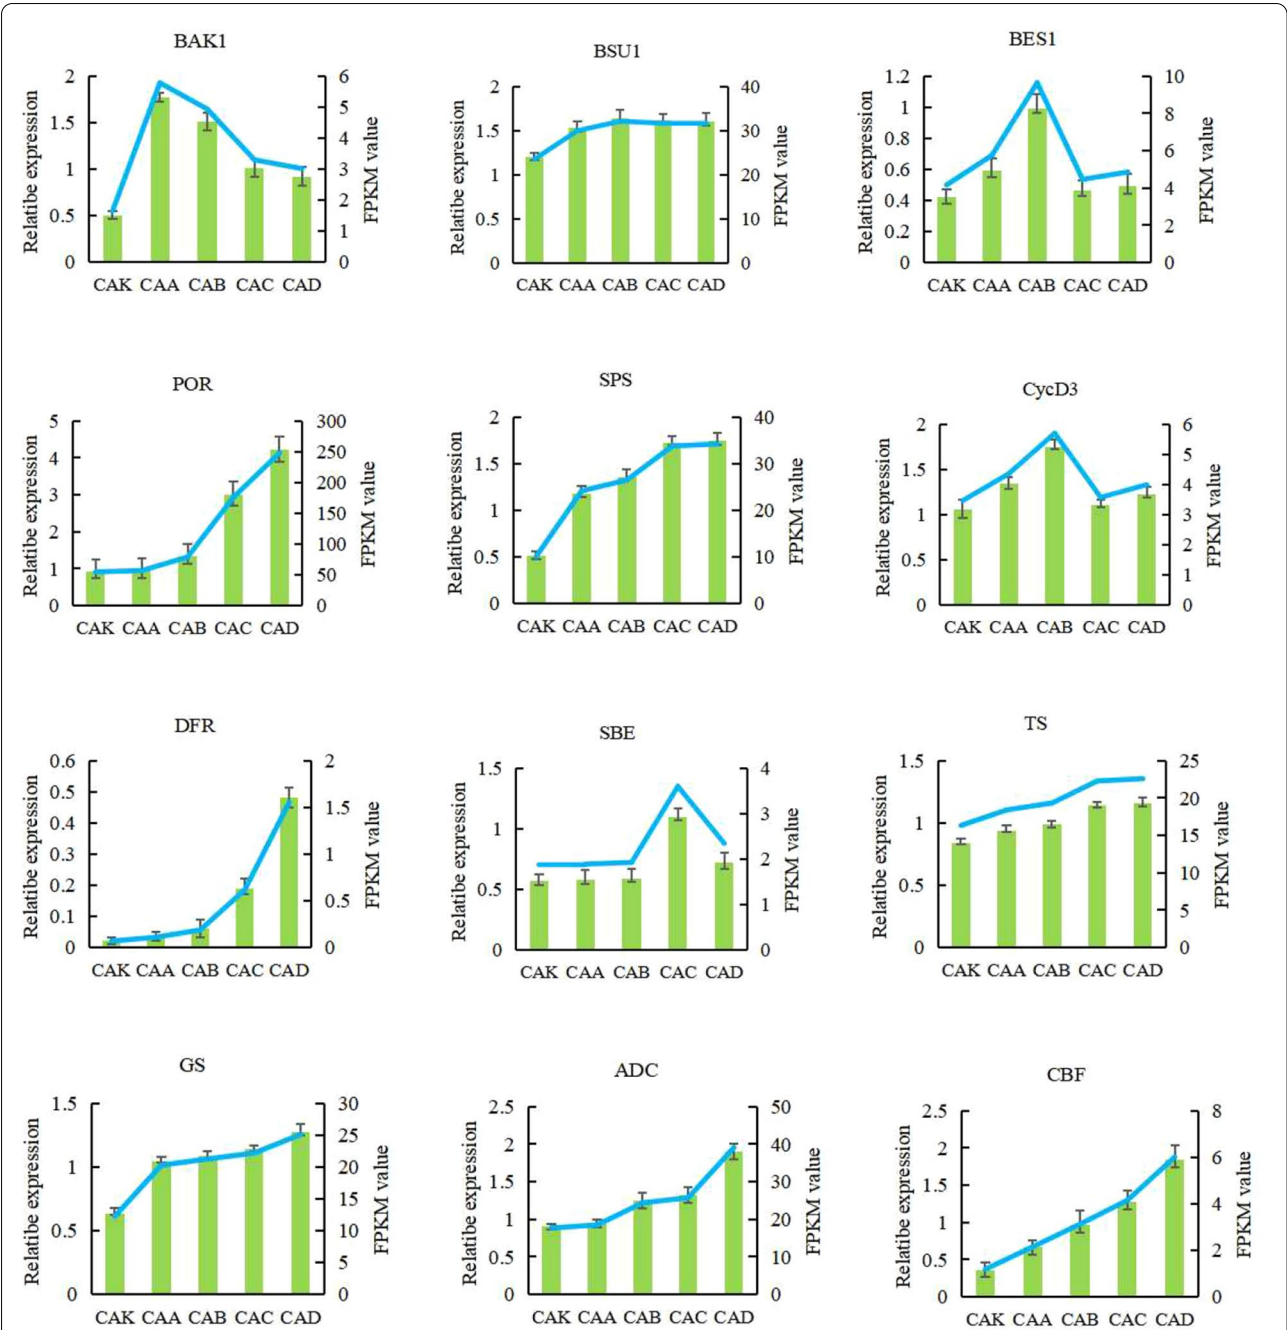 BAK1
Relatibe expression
2
1.5
1
0.5
0
6
5
4
3
2
1
0
FPKM value
CAK CAA CAB CAC CAD
BSU1
Relatibe expression
2
1.5
1
0.5
0
40
30
20
10
0
FPKM value
CAK CAA CAB CAC CAD
BES1
Relatibe expression
1.2
1
0.8
0.6
0.4
0.2
0
10
8
6
4
2
0
FPKM value
CAK CAA CAB CAC CAD
POR
Relatibe expression
5
4
3
2
1
0
300
250
200
150
100
50
0
FPKM value
CAK CAA CAB CAC CAD
SPS
Relatibe expression
2
1.5
1
0.5
0
40
30
20
10
0
FPKM value
CAK CAA CAB CAC CAD
CycD3
Relatibe expression
2
1.5
1
0.5
0
6
5
4
3
2
1
0
FPKM value
CAK CAA CAB CAC CAD
DFR
Relatibe expression
0.6
0.5
0.4
0.3
0.2
0.1
0
2
1.5
1
0.5
0
FPKM value
CAK CAA CAB CAC CAD
SBE
Relatibe expression
1.5
1
0.5
0
4
3
2
1
0
FPKM value
CAK CAA CAB CAC CAD
TS
Relatibe expression
1.5
1
0.5
0
25
20
15
10
5
0
FPKM value
CAK CAA CAB CAC CAD
GS
Relatibe expression
1.5
1
0.5
0
30
25
20
15
10
5
0
FPKM value
CAK CAA CAB CAC CAD
ADC
Relatibe expression
2.5
2
1.5
1
0.5
0
50
40
30
20
10
0
FPKM value
CAK CAA CAB CAC CAD
CBF
Relatibe expression
2.5
2
1.5
1
0.5
0
8
6
4
2
0
FPKM value
CAK CAA CAB CAC CAD